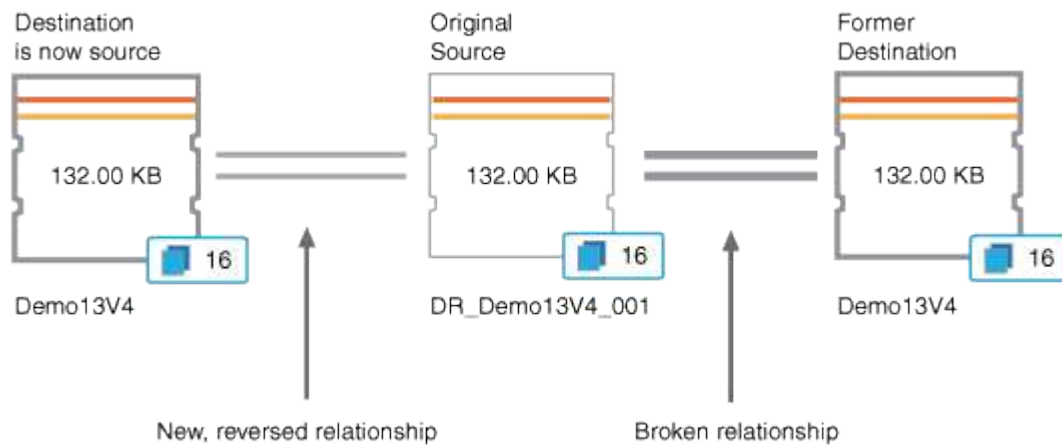 Destination
is now source
Original
Source
Former
Destination
132.00 KB
132.00 KB
132.00 KB
16
16
16
Demo13V4
DR_Demo13V4_001
Demo13V4
New, reversed relationship
Broken relationship